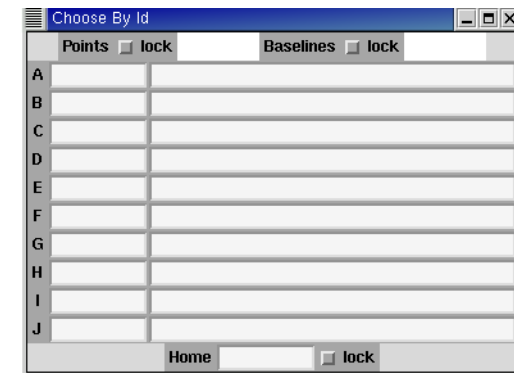 Choose By Id
Points lock Baselines lock
A
B
C
D
E
F
G
H
I
J
Home lock